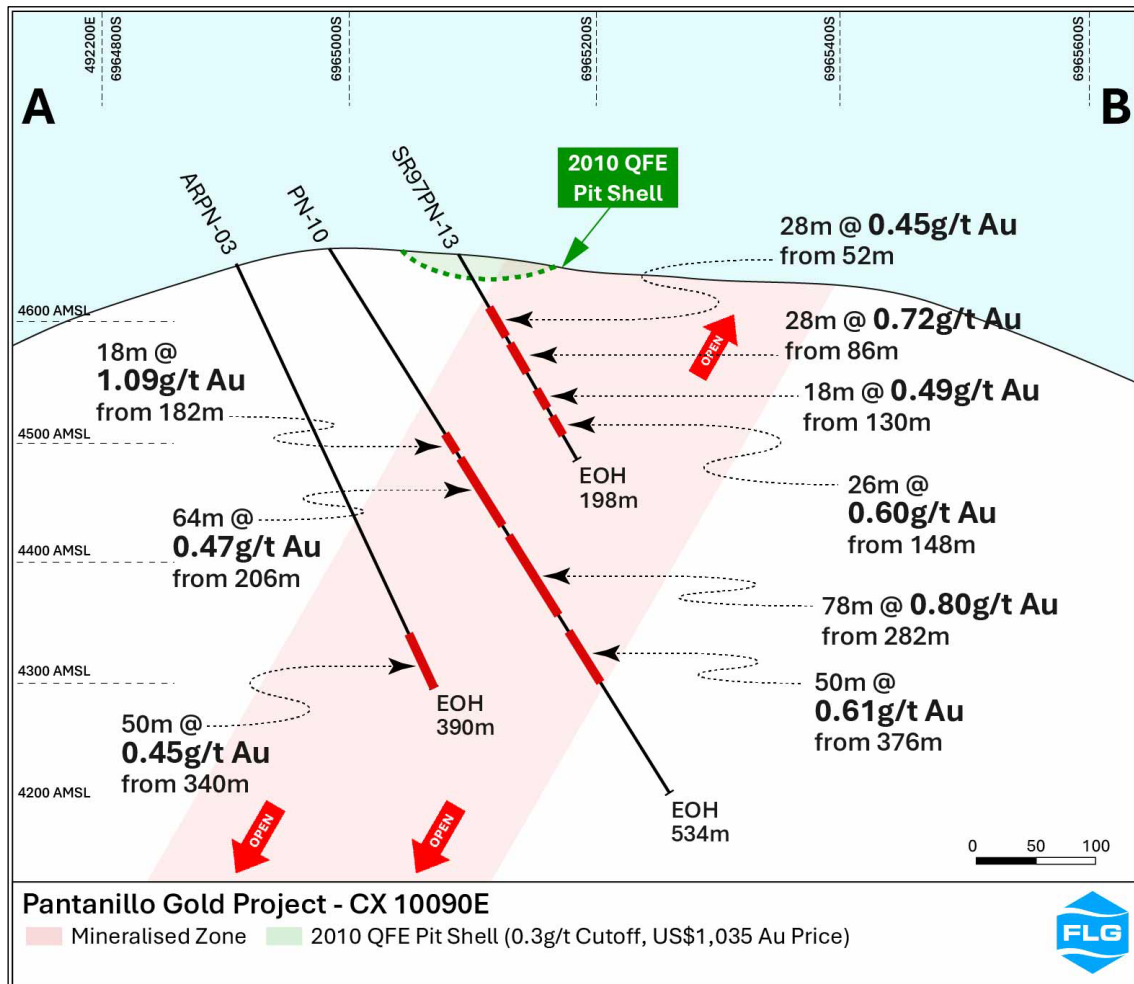 492200E
6964800S
6965000S
6965200S
6965400S
6965600S
A
B
ARPN-03
PN-10
SR97PN-13
2010 QFE
Pit Shell
28m @ 0.45g/t Au
from 52m
28m @ 0.72g/t Au
from 86m
18m @ 0.49g/t Au
from 130m
26m @
0.60g/t Au
from 148m
78m @ 0.80g/t Au
from 282m
50m @
0.61g/t Au
from 376m
4600 AMSL
18m @
1.09g/t Au
from 182m
4500 AMSL
64m @
0.47g/t Au
from 206m
4400 AMSL
4300 AMSL
50m @
0.45g/t Au
from 340m
4200 AMSL
EOH
198m
EOH
390m
EOH
534m
OPEN
OPEN
OPEN
0 50 100
Pantanillo Gold Project - CX 10090E
Mineralised Zone
2010 QFE Pit Shell (0.3g/t Cutoff, US$1,035 Au Price)
FLG